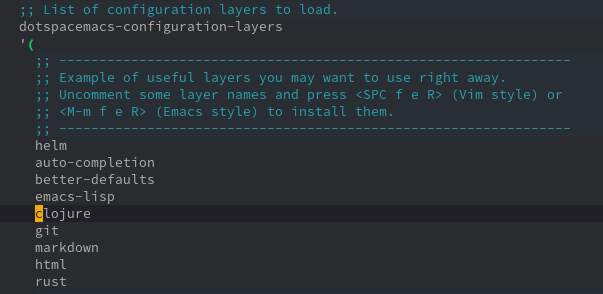 ;; List of configuration layers to load.
dotspacemacs-configuration-layers
'(
;; ----------------------------------------------------------------
;; Example of useful layers you may want to use right away.
;; Uncomment some layer names and press <SPC f e R> (Vim style) or
;; <M-m f e R> (Emacs style) to install them.
;; ----------------------------------------------------------------
helm
auto-completion
better-defaults
emacs-lisp
clojure
git
markdown
html
rust